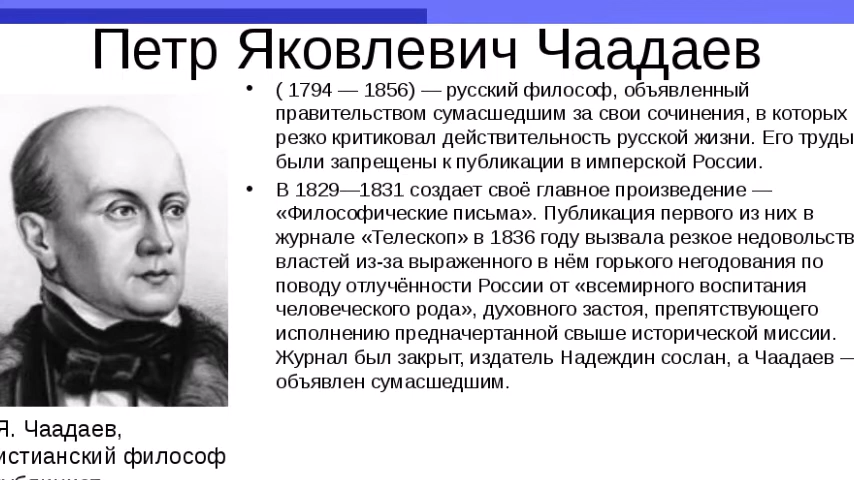 Петр Яковлевич Чаадаев
• ( 1794 — 1856) — русский философ, объявленный
правительством сумасшедшим за свои сочинения, в которых
резко критиковал действительность русской жизни. Его труды
были запрещены к публикации в имперской России.
• В 1829—1831 создает своё главное произведение —
«Философические письма». Публикация первого из них в
журнале «Телескоп» в 1836 году вызвала резкое недовольств
властей из-за выраженного в нём горького негодования по
поводу отлучённости России от «всемирного воспитания
человеческого рода», духовного застоя, препятствующего
исполнению предначертанной свыше исторической миссии.
Журнал был закрыт, издатель Надеждин сослан, а Чаадаев —
объявлен сумасшедшим.
Я. Чаадаев,
истианский философ